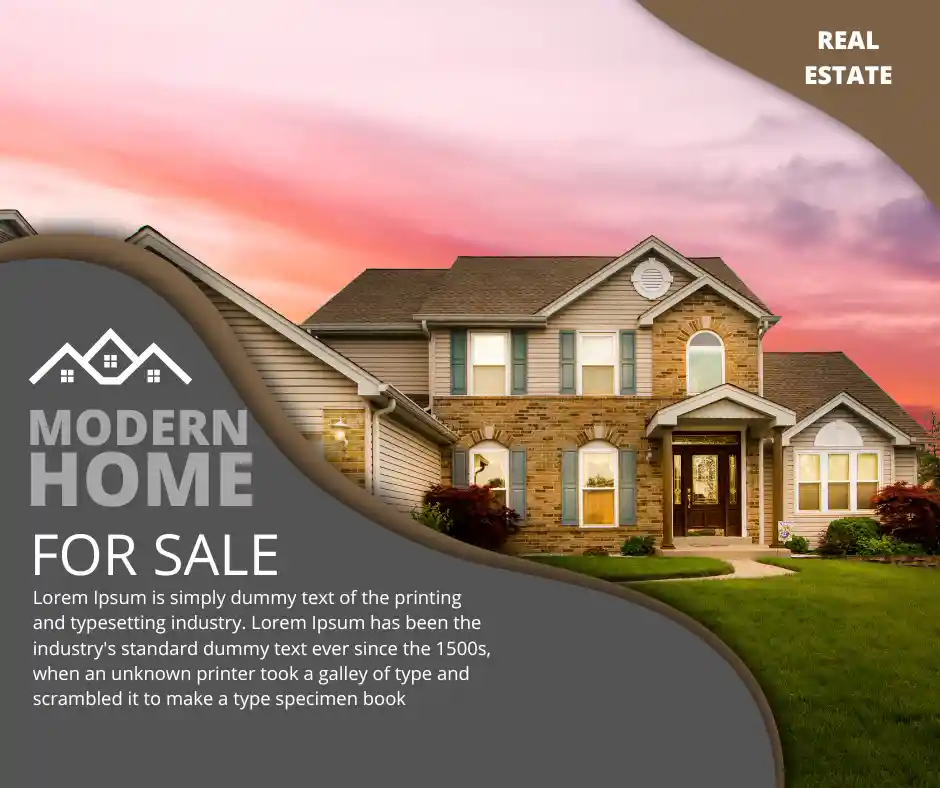 REAL
ESTATE
MODERN
HOME
FOR SALE
Lorem Ipsum is simply dummy text of the printing
and typesetting industry. Lorem Ipsum has been the
industry's standard dummy text ever since the 1500s,
when an unknown printer took a galley of type and
scrambled it to make a type specimen book